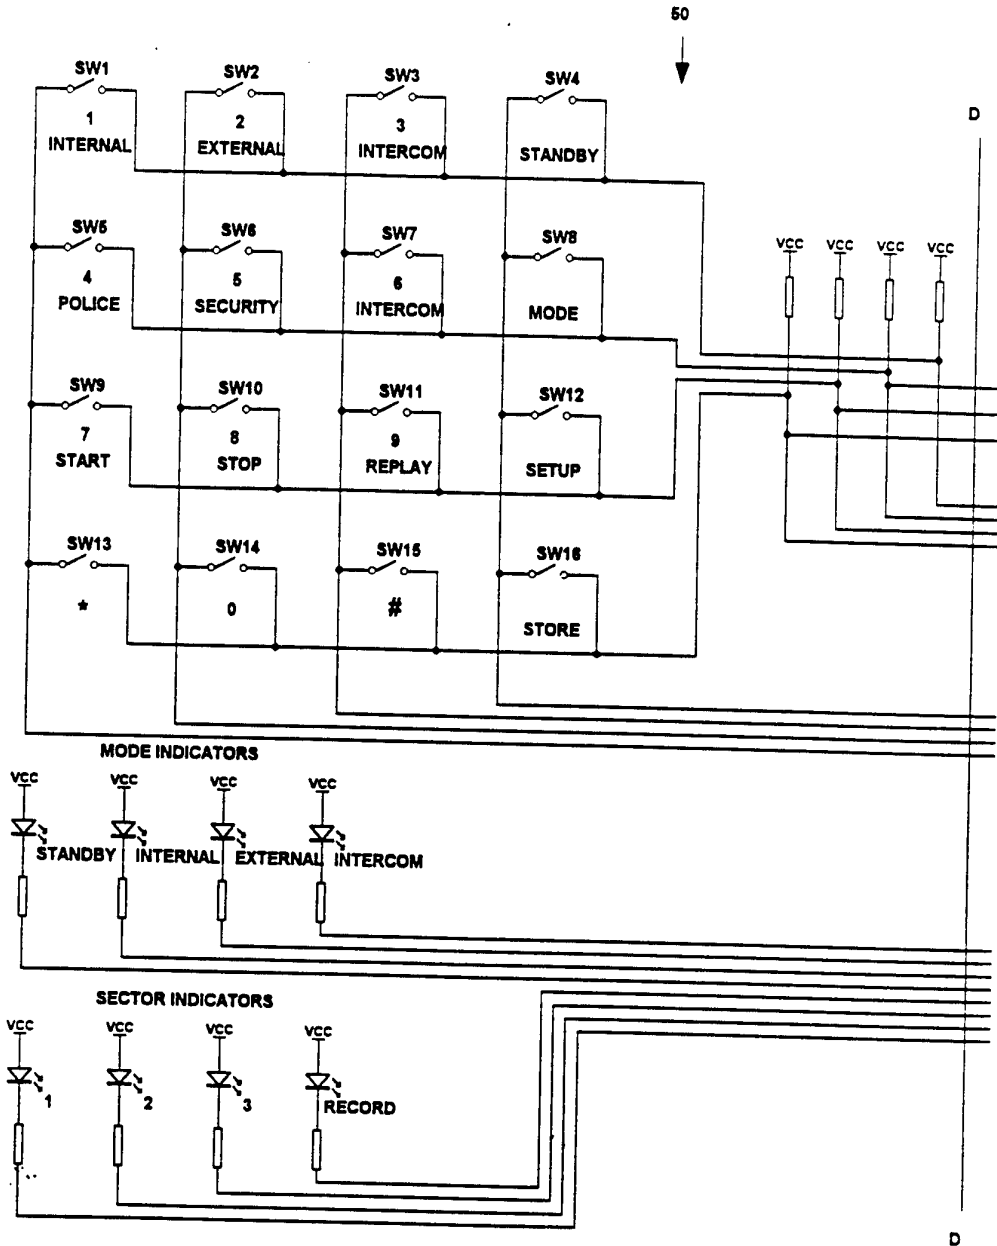 50
SW1 SW2 SW3 SW4
1 2 3
INTERNAL EXTERNAL INTERCOM STANDBY
D
SW5 SW6 SW7 SW8
4 5 6
POLICE SECURITY INTERCOM MODE
VCC VCC VCC VCC
SW9 SW10 SW11 SW12
7 8 9
START STOP REPLAY SETUP
SW13 SW14 SW15 SW16
* 0 #
STORE
MODE INDICATORS
VCC VCC VCC VCC
STANDBY INTERNAL EXTERNAL INTERCOM
SECTOR INDICATORS
VCC VCC VCC VCC
1 2 3 RECORD
D